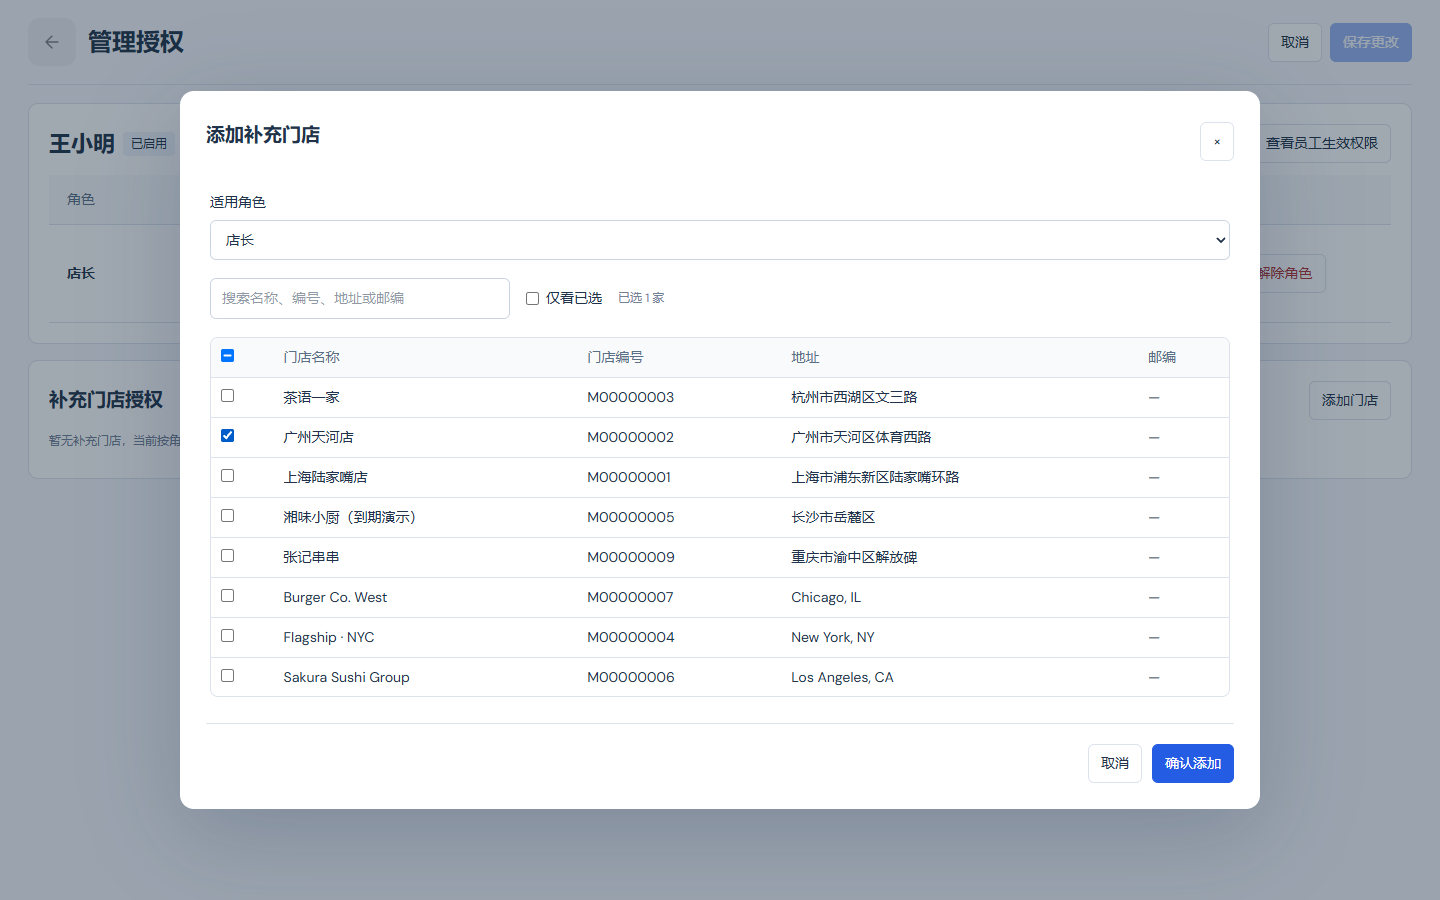 管理授权
取消
保存更改
王小明
已启用
查看员工生效权限
角色
店长
解除角色
补充门店授权
添加门店
暂无补充门店，当前按角
添加补充门店
×
适用角色
店长
搜索名称、编号、地址或邮编
仅看已选
已选 1 家
门店名称 门店编号 地址 邮编
茶语一家 M00000003 杭州市西湖区文三路 —
广州天河店 M00000002 广州市天河区体育西路 —
上海陆家嘴店 M00000001 上海市浦东新区陆家嘴环路 —
湘味小厨（到期演示） M00000005 长沙市岳麓区 —
张记串串 M00000009 重庆市渝中区解放碑 —
Burger Co. West M00000007 Chicago, IL —
Flagship · NYC M00000004 New York, NY —
Sakura Sushi Group M00000006 Los Angeles, CA —
取消
确认添加